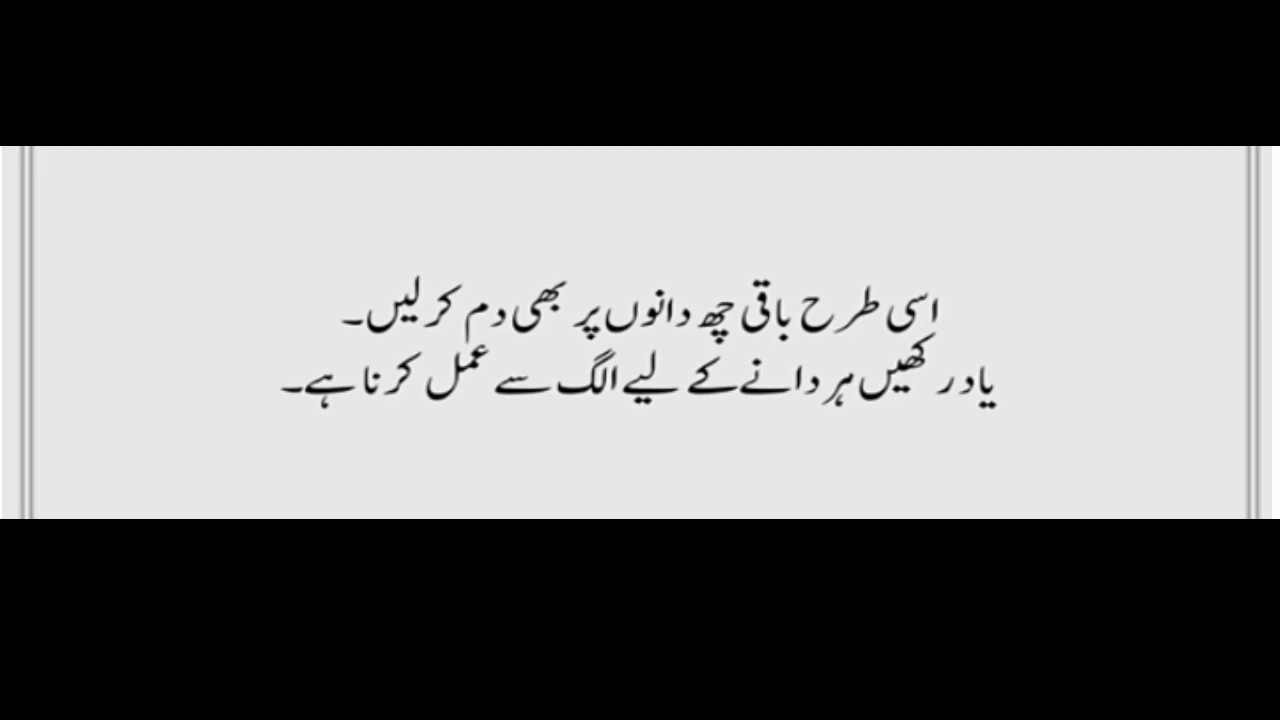 اسی طرح باقی چھ دانوں پر بھی دم کرلیں۔
یاد رکھیں ہر دانے کے لیے الگ سے عمل کرنا ہے۔